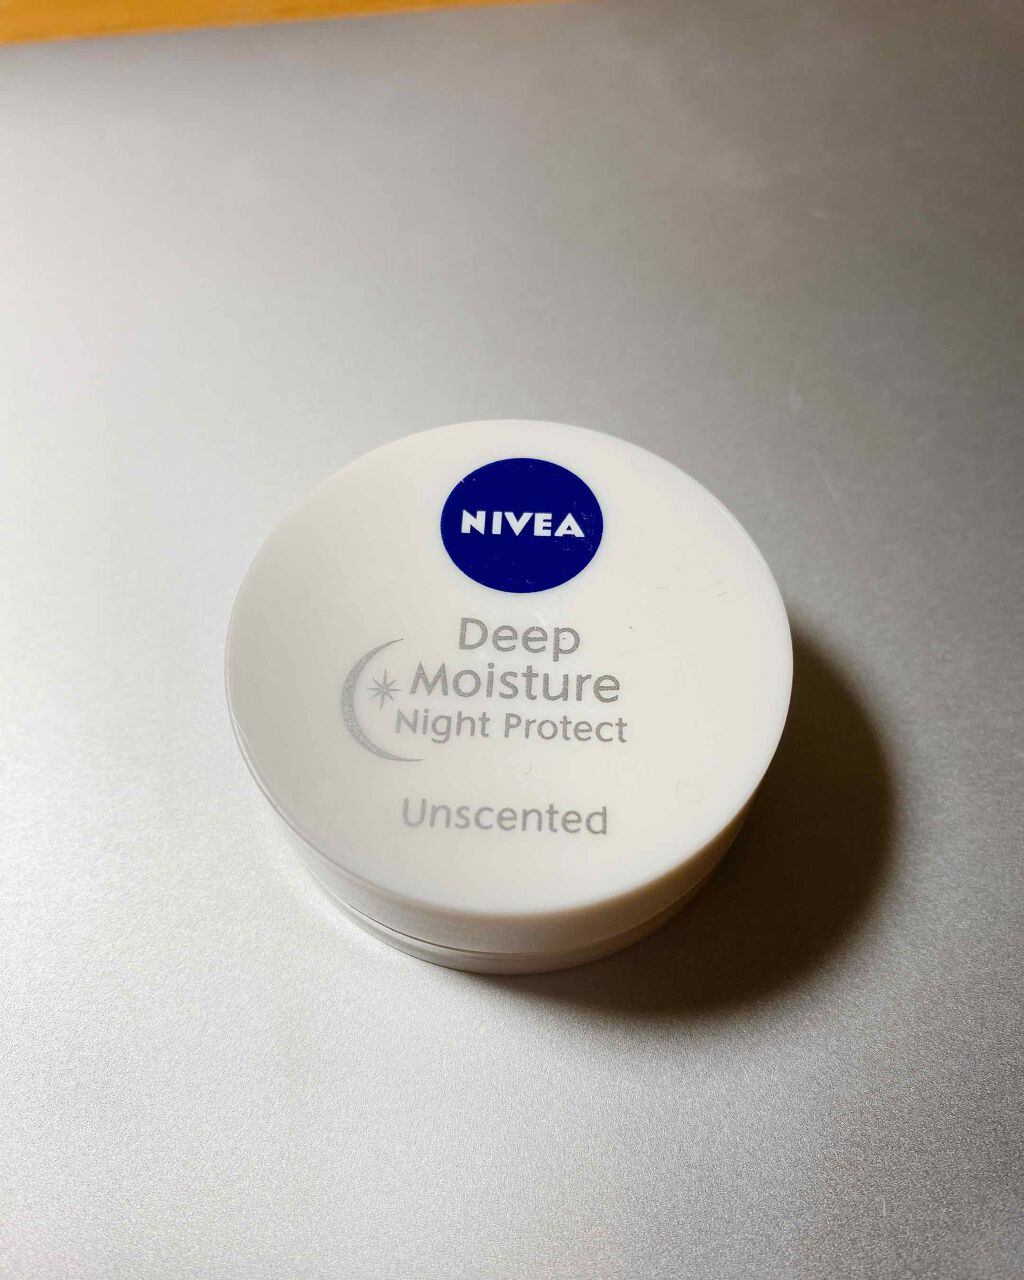 NIVEA
Deep
Moisture
Night Protect
Unscented